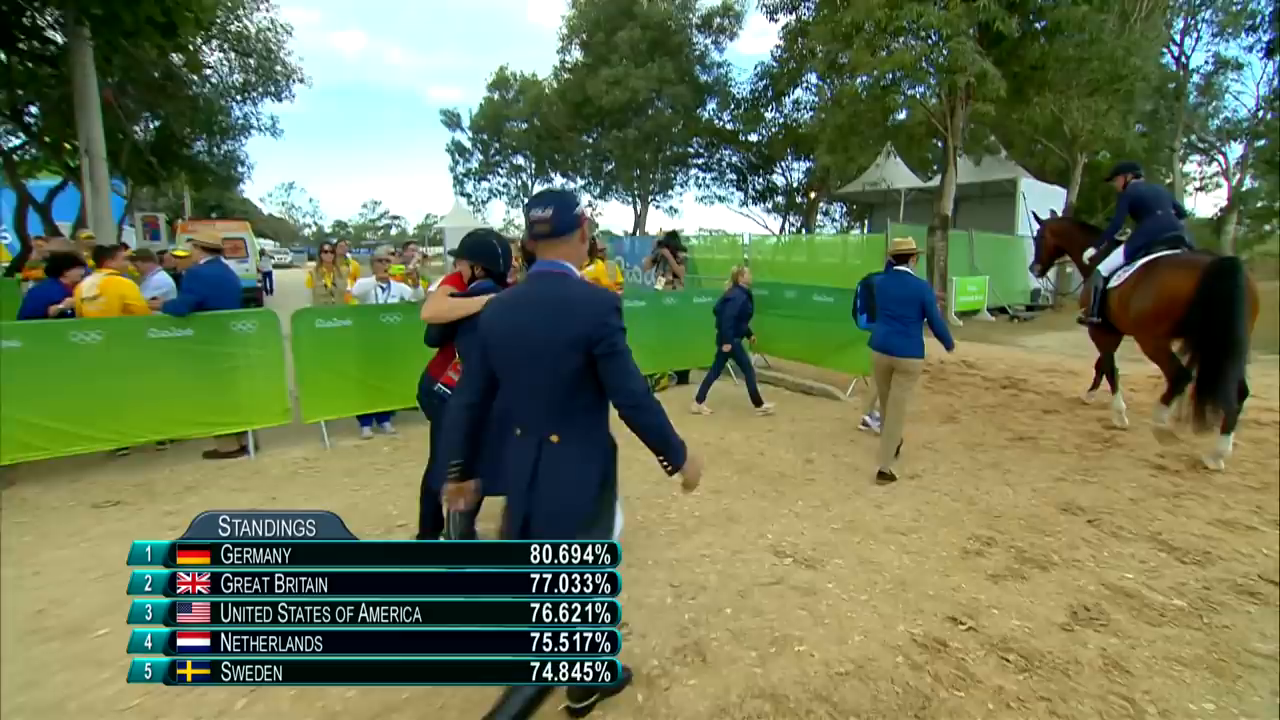 STANDINGS
1 GERMANY 80.694%
2 GREAT BRITAIN 77.033%
3 UNITED STATES OF AMERICA 76.621%
4 NETHERLANDS 75.517%
5 SWEDEN 74.845%